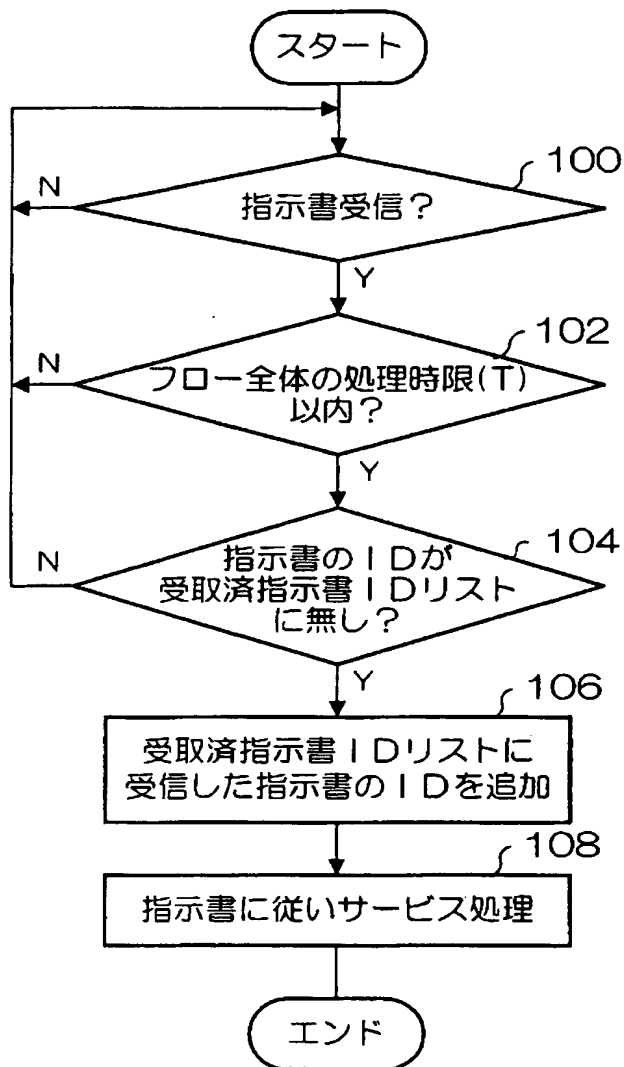 スタート
100
N
指示書受信?
Y
102
N
フロー全体の処理時限(T)
以内?
Y
104
N
指示書のIDが
受取済指示書IDリスト
に無し?
Y
106
受取済指示書IDリストに
受信した指示書のIDを追加
108
指示書に従いサービス処理
エンド